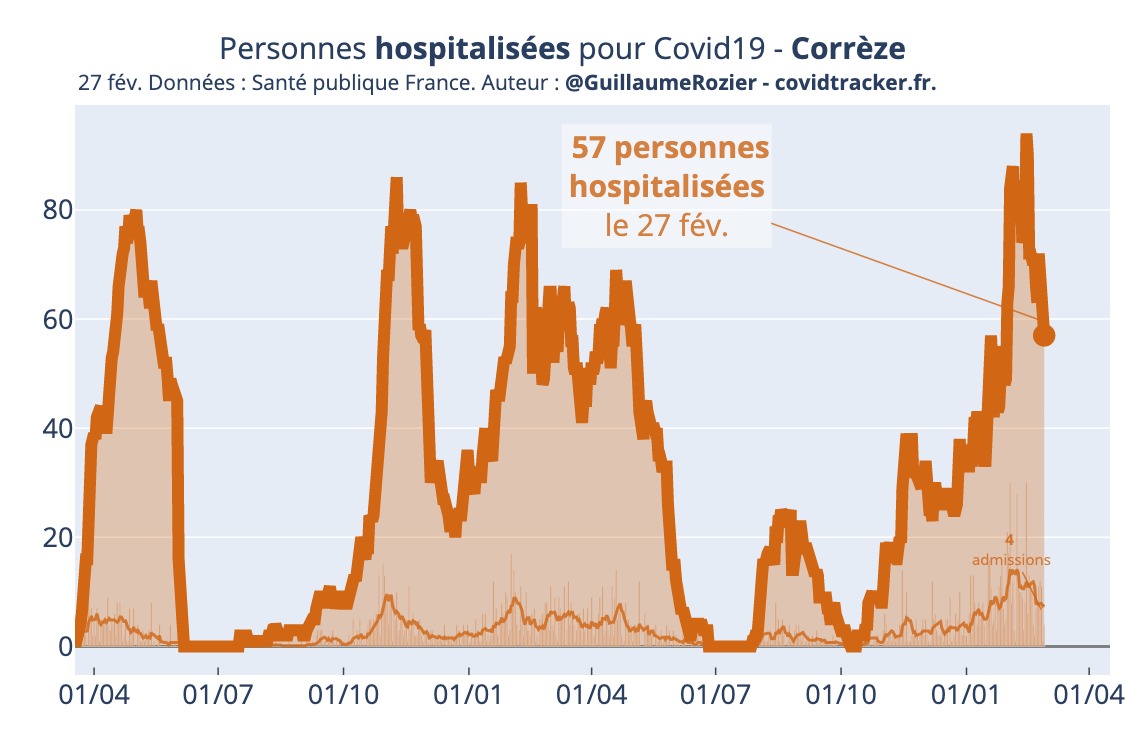 Personnes hospitalisées pour Covid19 - Corrèze
27 fév. Données : Santé publique France. Auteur : @GuillaumeRozier - covidtracker.fr.
57 personnes
hospitalisées
le 27 fév.
80
60
40
20
0
4
admissions
01/04
01/07
01/10
01/01
01/04
01/07
01/10
01/01
01/04